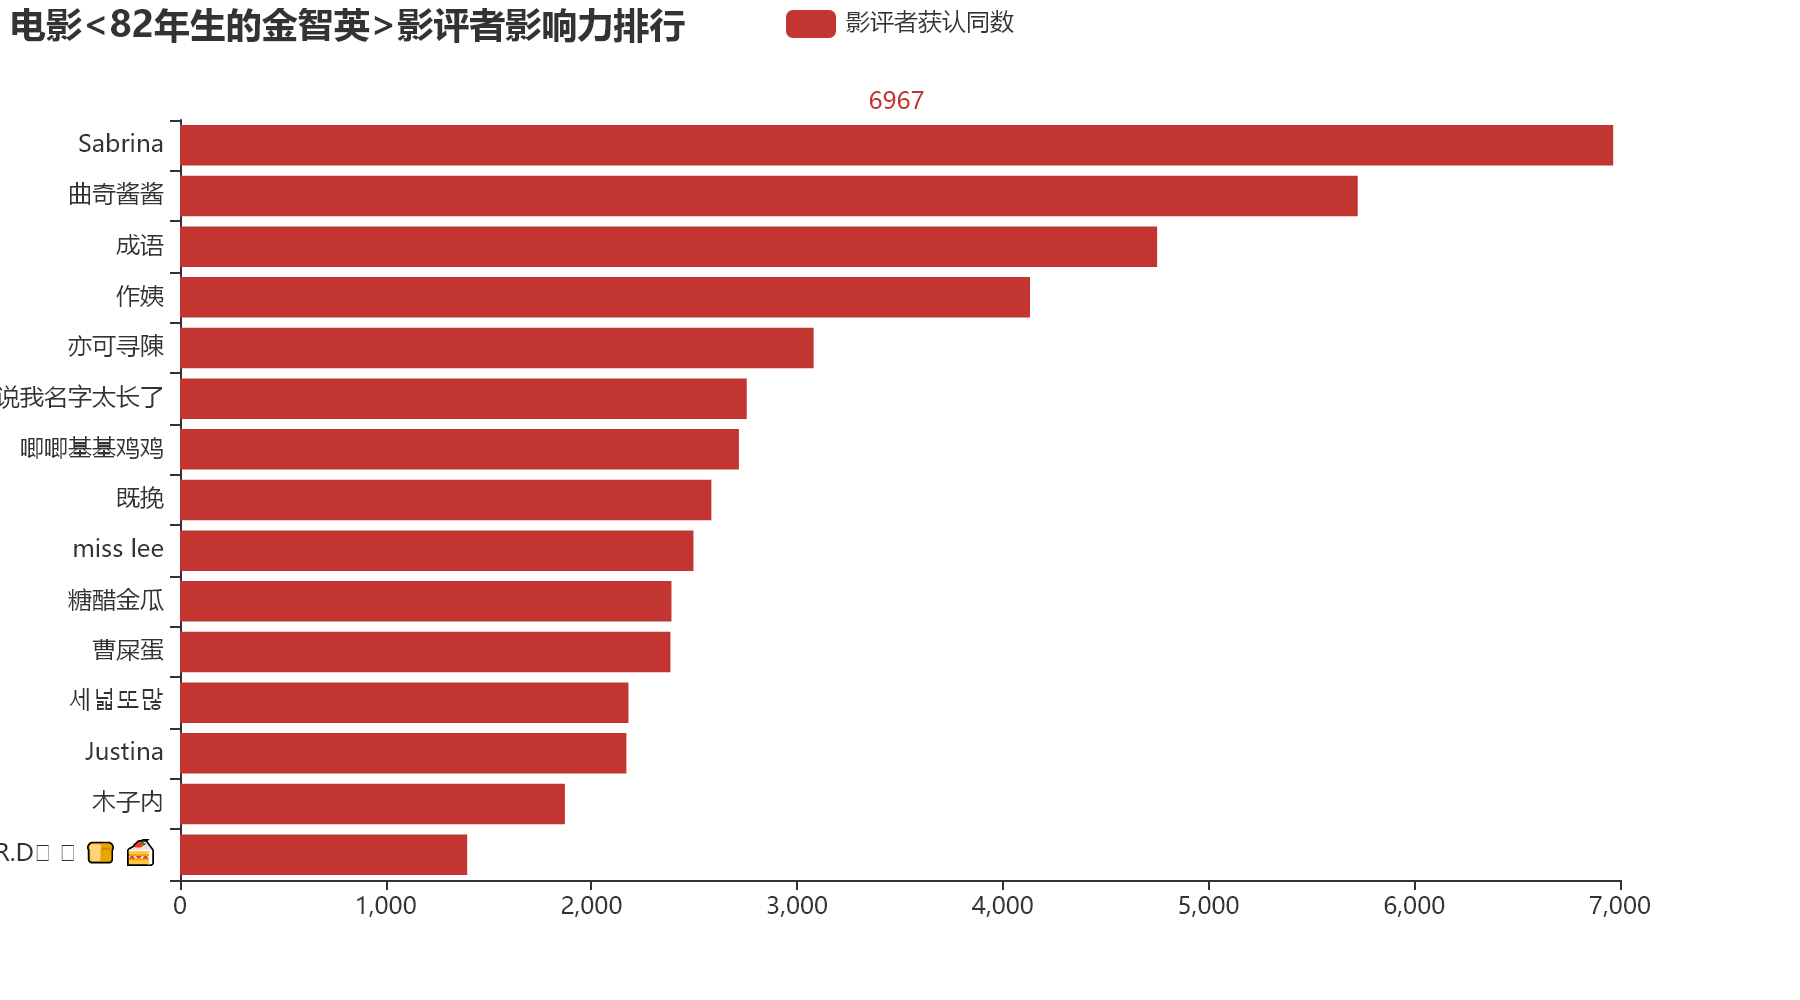 电影<82年生的金智英>影评者影响力排行
影评者获认同数
6967
Sabrina
曲奇酱酱
成语
作姨
亦可寻陳
说我名字太长了
唧唧基基鸡鸡
既挽
miss lee
糖醋金瓜
曹屎蛋
세넓또많
Justina
木子内
R.D
0 1,000 2,000 3,000 4,000 5,000 6,000 7,000